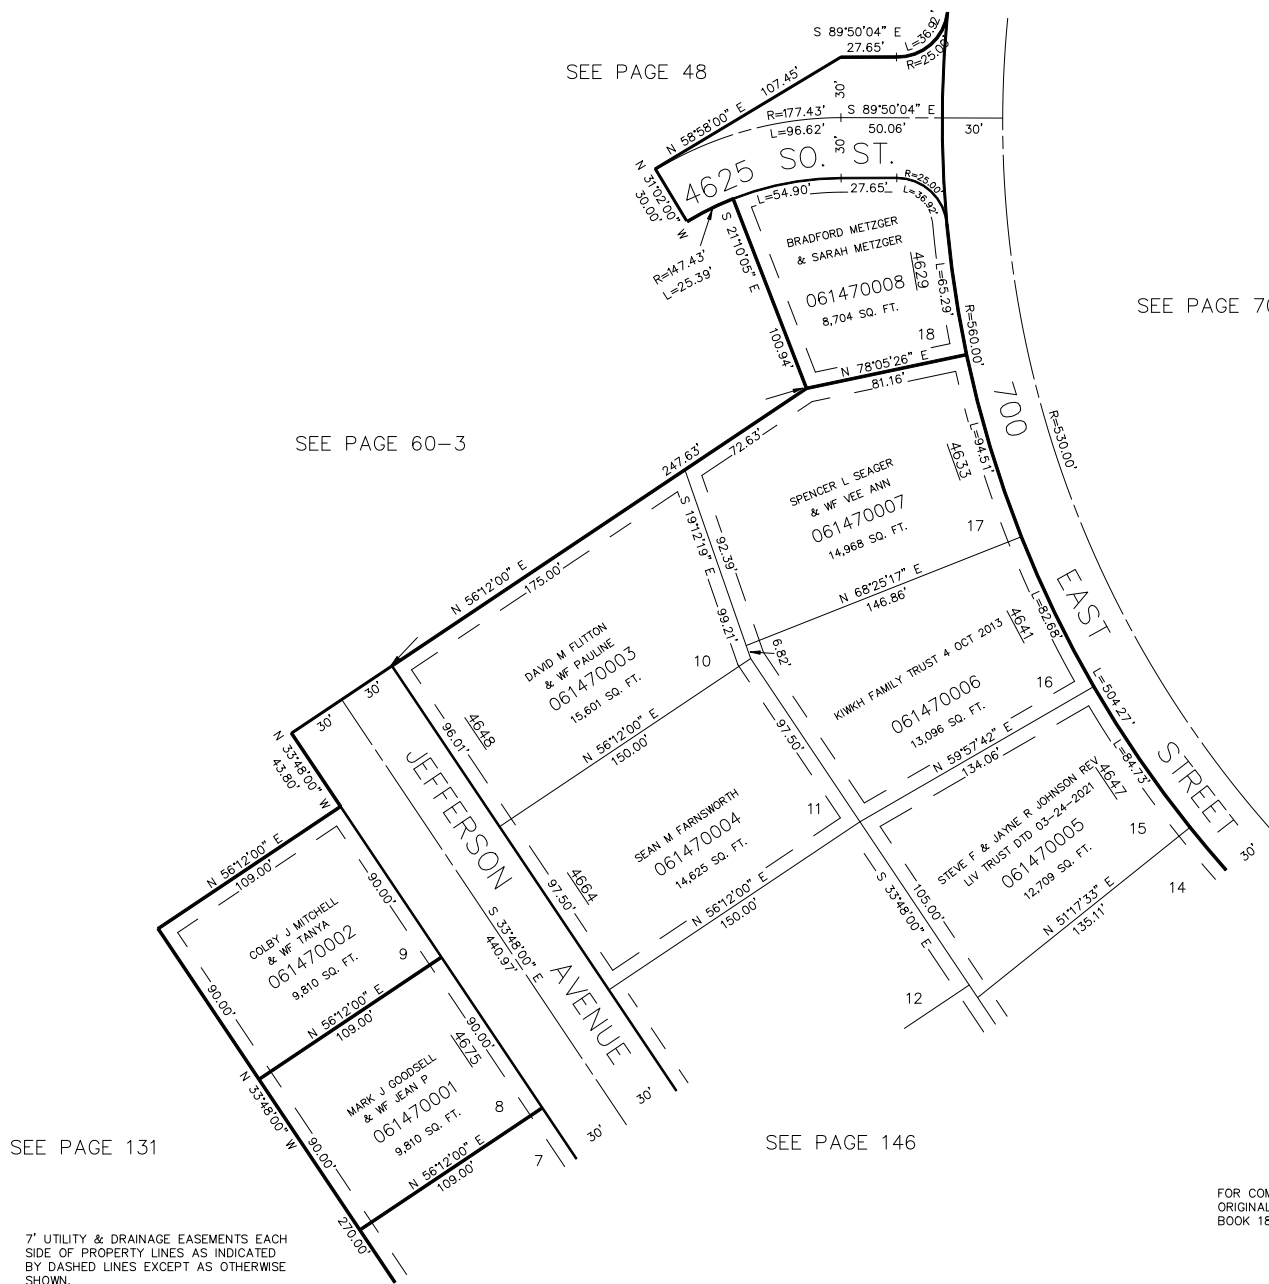 S 89°50'04" E
27.65'
L=36.92'
R=25.00'
SEE PAGE 48
N 58°58'00" E 107.45'
30'
R=177.43'
L=96.62'
S 89°50'04" E
50.06'
30'
30'
N 31°02'00" W
30.00'
4625 SO. ST.
L=54.90'
27.65'
R=25.00'
L=36.92'
R=147.43'
L=25.39'
S 21°10'05" E
100.94'
BRADFORD METZGER
& SARAH METZGER
4629
061470008
8,704 SQ. FT.
18
L=65.29'
R=560.00'
N 78°05'26" E
81.16'
SEE PAGE 70
700
EAST
STREET
R=530.00'
SEE PAGE 60-3
247.63'
72.63'
L=94.51'
4633
SPENCER L SEAGER
& WF VEE ANN
061470007
14,968 SQ. FT.
17
S 19°12'19" E
92.39'
99.21'
N 68°25'17" E
146.86'
N 56°12'00" E
175.00'
DAVID M FLITTON
& WF PAULINE
061470003
15,601 SQ. FT.
10
4648
96.01'
N 56°12'00" E
150.00'
6.82'
L=82.68'
4641
KIWKH FAMILY TRUST 4 OCT 2013
061470006
13,096 SQ. FT.
16
97.50'
N 59°57'42" E
134.06'
L=504.27'
L=84.73'
30'
30'
N 33°48'00" W
43.80'
JEFFERSON
AVENUE
S 33°48'00" E
440.97'
SEAN M FARNSWORTH
061470004
14,625 SQ. FT.
11
4664
97.50'
N 56°12'00" E
150.00'
4647
STEVE F & JAYNE R JOHNSON REV
LIV TRUST DTD 03-24-2021
061470005
12,709 SQ. FT.
15
105.00'
S 33°48'00" E
N 51°17'33" E
135.11'
14
30'
12
N 56°12'00" E
109.00'
90.00'
COLBY J MITCHELL
& WF TANYA
061470002
9,810 SQ. FT.
9
90.00'
N 56°12'00" E
109.00'
90.00'
4675
MARK J GOODSELL
& WF JEAN P
061470001
9,810 SQ. FT.
8
N 33°48'00" W
90.00'
N 56°12'00" E
109.00'
7
30'
30'
270.00'
SEE PAGE 131
SEE PAGE 146
7' UTILITY & DRAINAGE EASEMENTS EACH
SIDE OF PROPERTY LINES AS INDICATED
BY DASHED LINES EXCEPT AS OTHERWISE
SHOWN.
ORIGINAL
BOOK 18